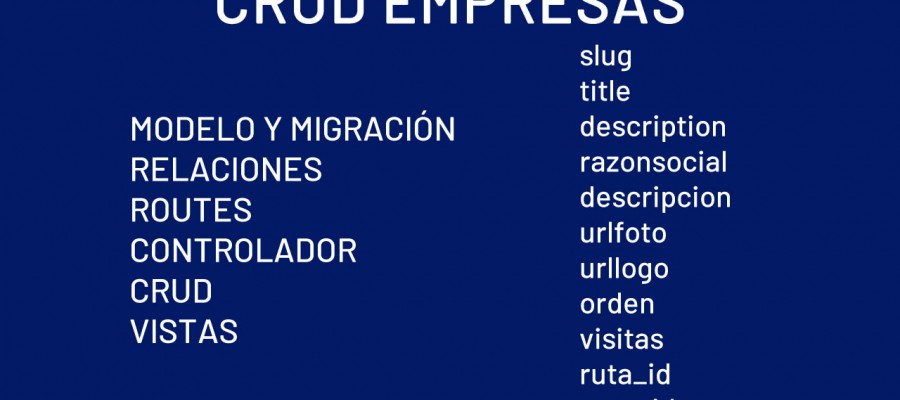 CRUD EMPRESAS
MODELO Y MIGRACIÓN
RELACIONES
ROUTES
CONTROLADOR
CRUD
VISTAS
slug
title
description
razonsocial
descripcion
urlfoto
urllogo
orden
visitas
ruta_id